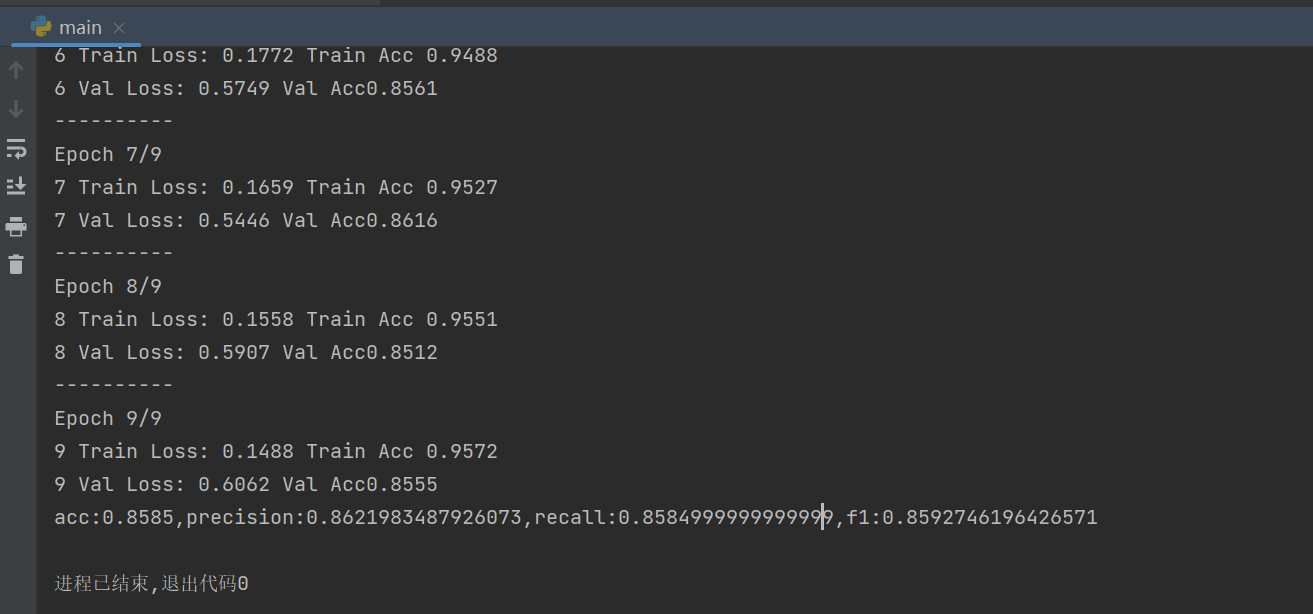 main
6 Train Loss: 0.1772 Train Acc 0.9488
6 Val Loss: 0.5749 Val Acc0.8561
----------
Epoch 7/9
7 Train Loss: 0.1659 Train Acc 0.9527
7 Val Loss: 0.5446 Val Acc0.8616
----------
Epoch 8/9
8 Train Loss: 0.1558 Train Acc 0.9551
8 Val Loss: 0.5907 Val Acc0.8512
----------
Epoch 9/9
9 Train Loss: 0.1488 Train Acc 0.9572
9 Val Loss: 0.6062 Val Acc0.8555
acc:0.8585,precision:0.8621983487926073,recall:0.8584999999999999,f1:0.8592746196426571
进程已结束,退出代码0